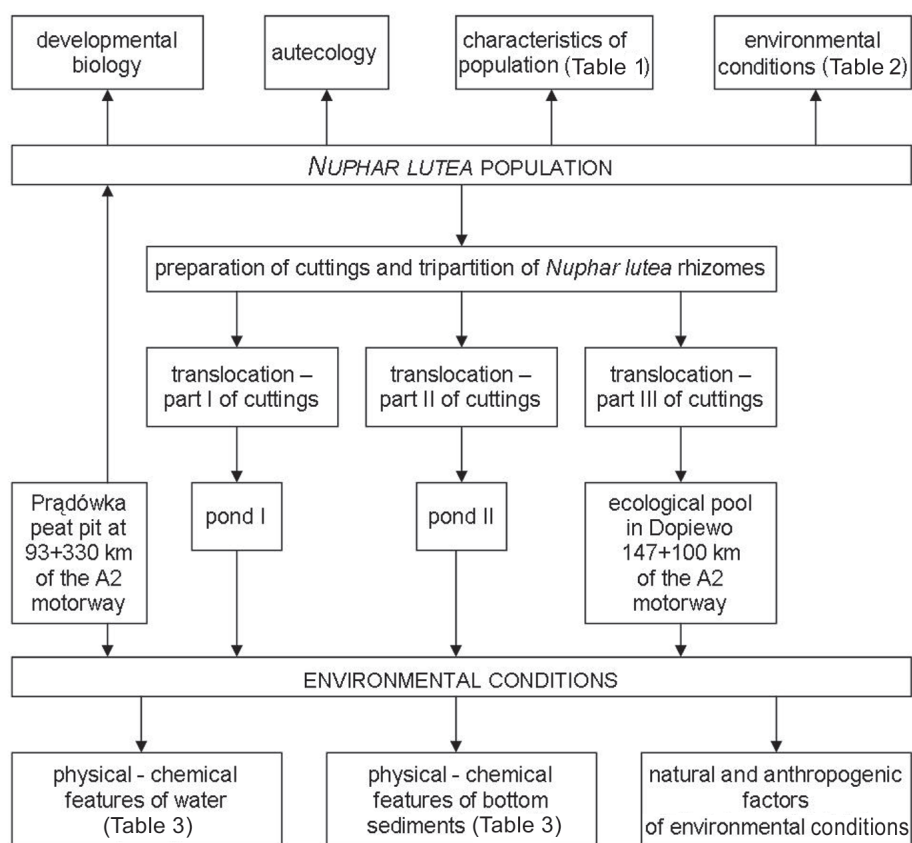 developmental
biology
autecology
characteristics of
population (Table 1)
environmental
conditions (Table 2)
NUPHAR LUTEA POPULATION
preparation of cuttings and tripartition of Nuphar lutea rhizomes
translocation –
part I of cuttings
translocation –
part II of cuttings
translocation –
part III of cuttings
Prądówka
peat pit at
93+330 km
of the A2
motorway
pond I
pond II
ecological pool
in Dopiewo
147+100 km
of the A2
motorway
ENVIRONMENTAL CONDITIONS
physical - chemical
features of water
(Table 3)
physical - chemical
features of bottom
sediments (Table 3)
natural and anthropogenic
factors
of environmental conditions